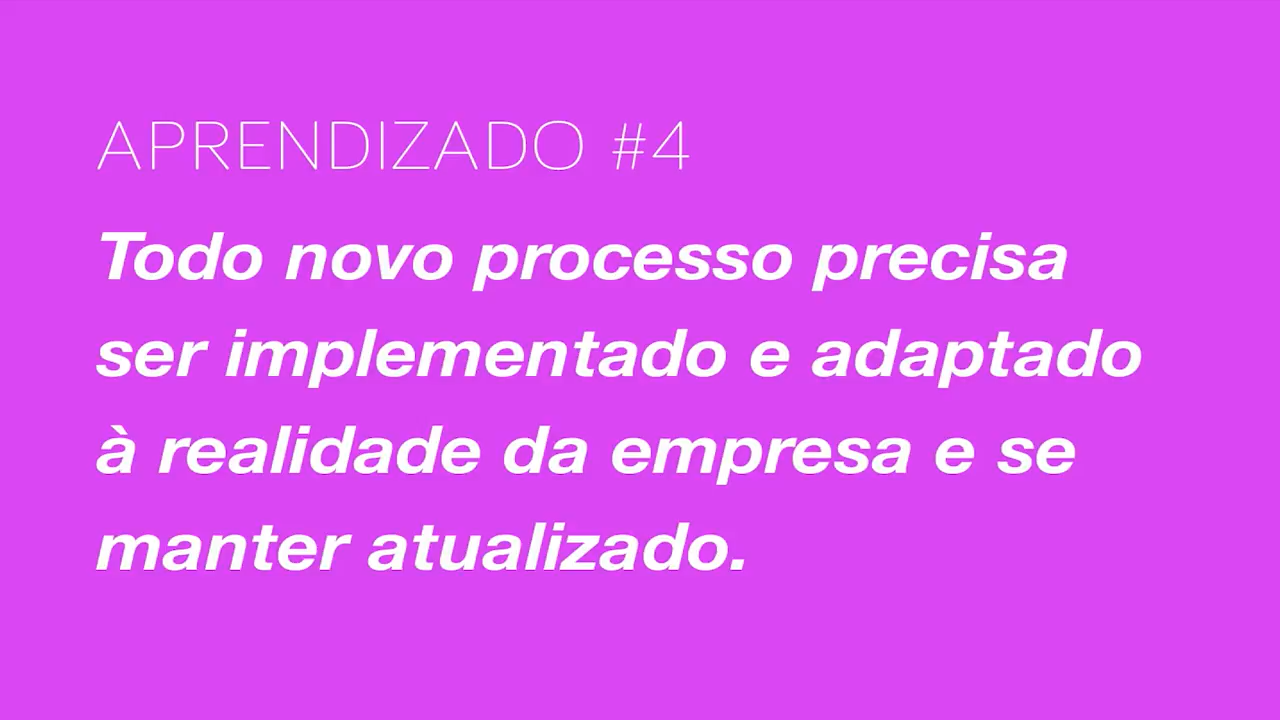 APRENDIZADO #4
Todo novo processo precisa
ser implementado e adaptado
à realidade da empresa e se
manter atualizado.